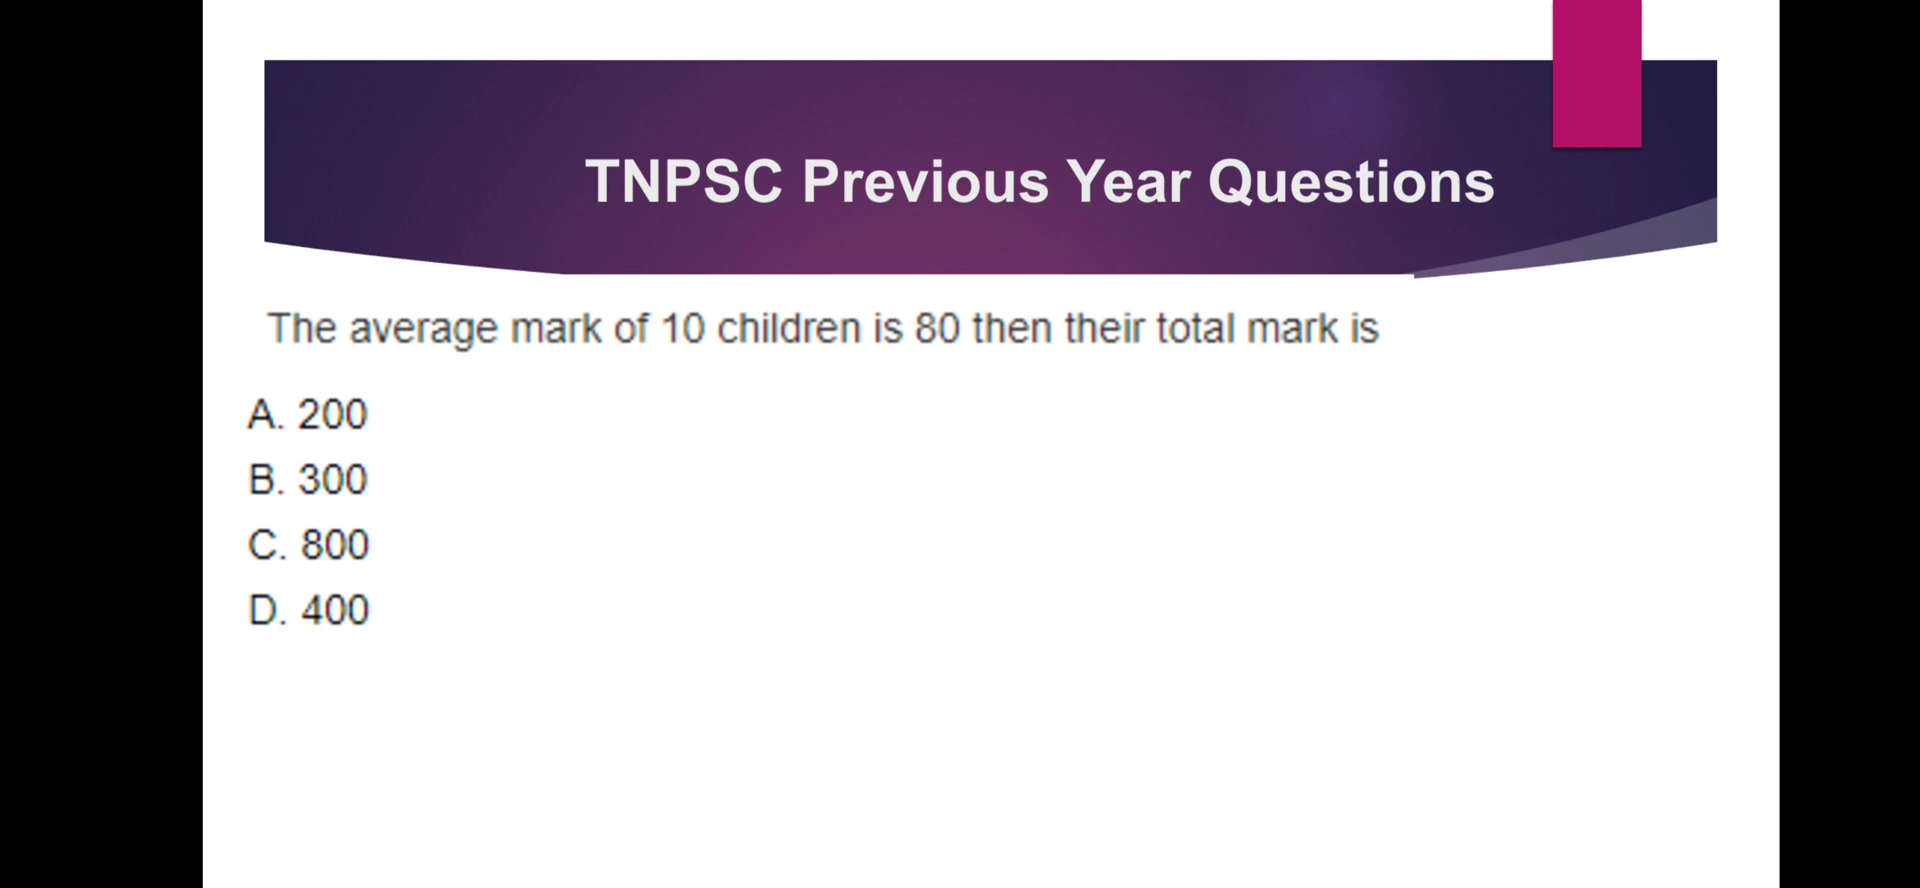 TNPSC Previous Year Questions
The average mark of 10 children is 80 then their total mark is
A. 200
B. 300
C. 800
D. 400